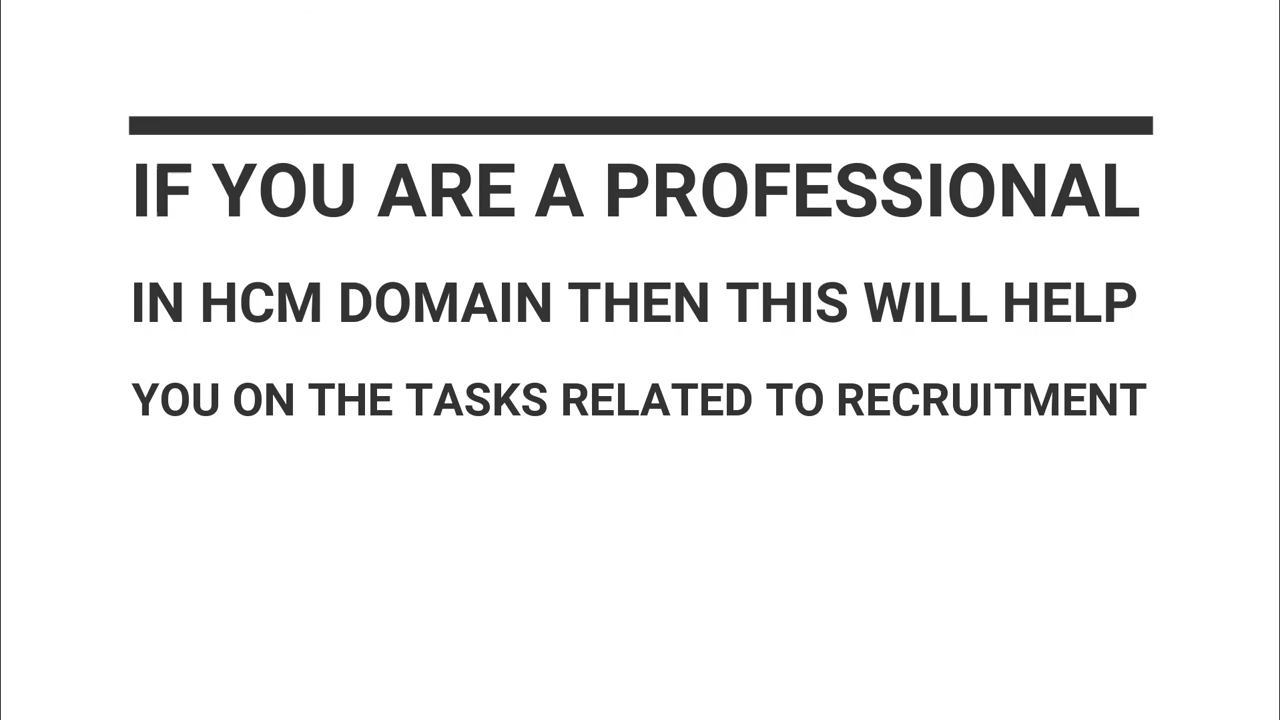 IF YOU ARE A PROFESSIONAL
IN HCM DOMAIN THEN THIS WILL HELP
YOU ON THE TASKS RELATED TO RECRUITMENT